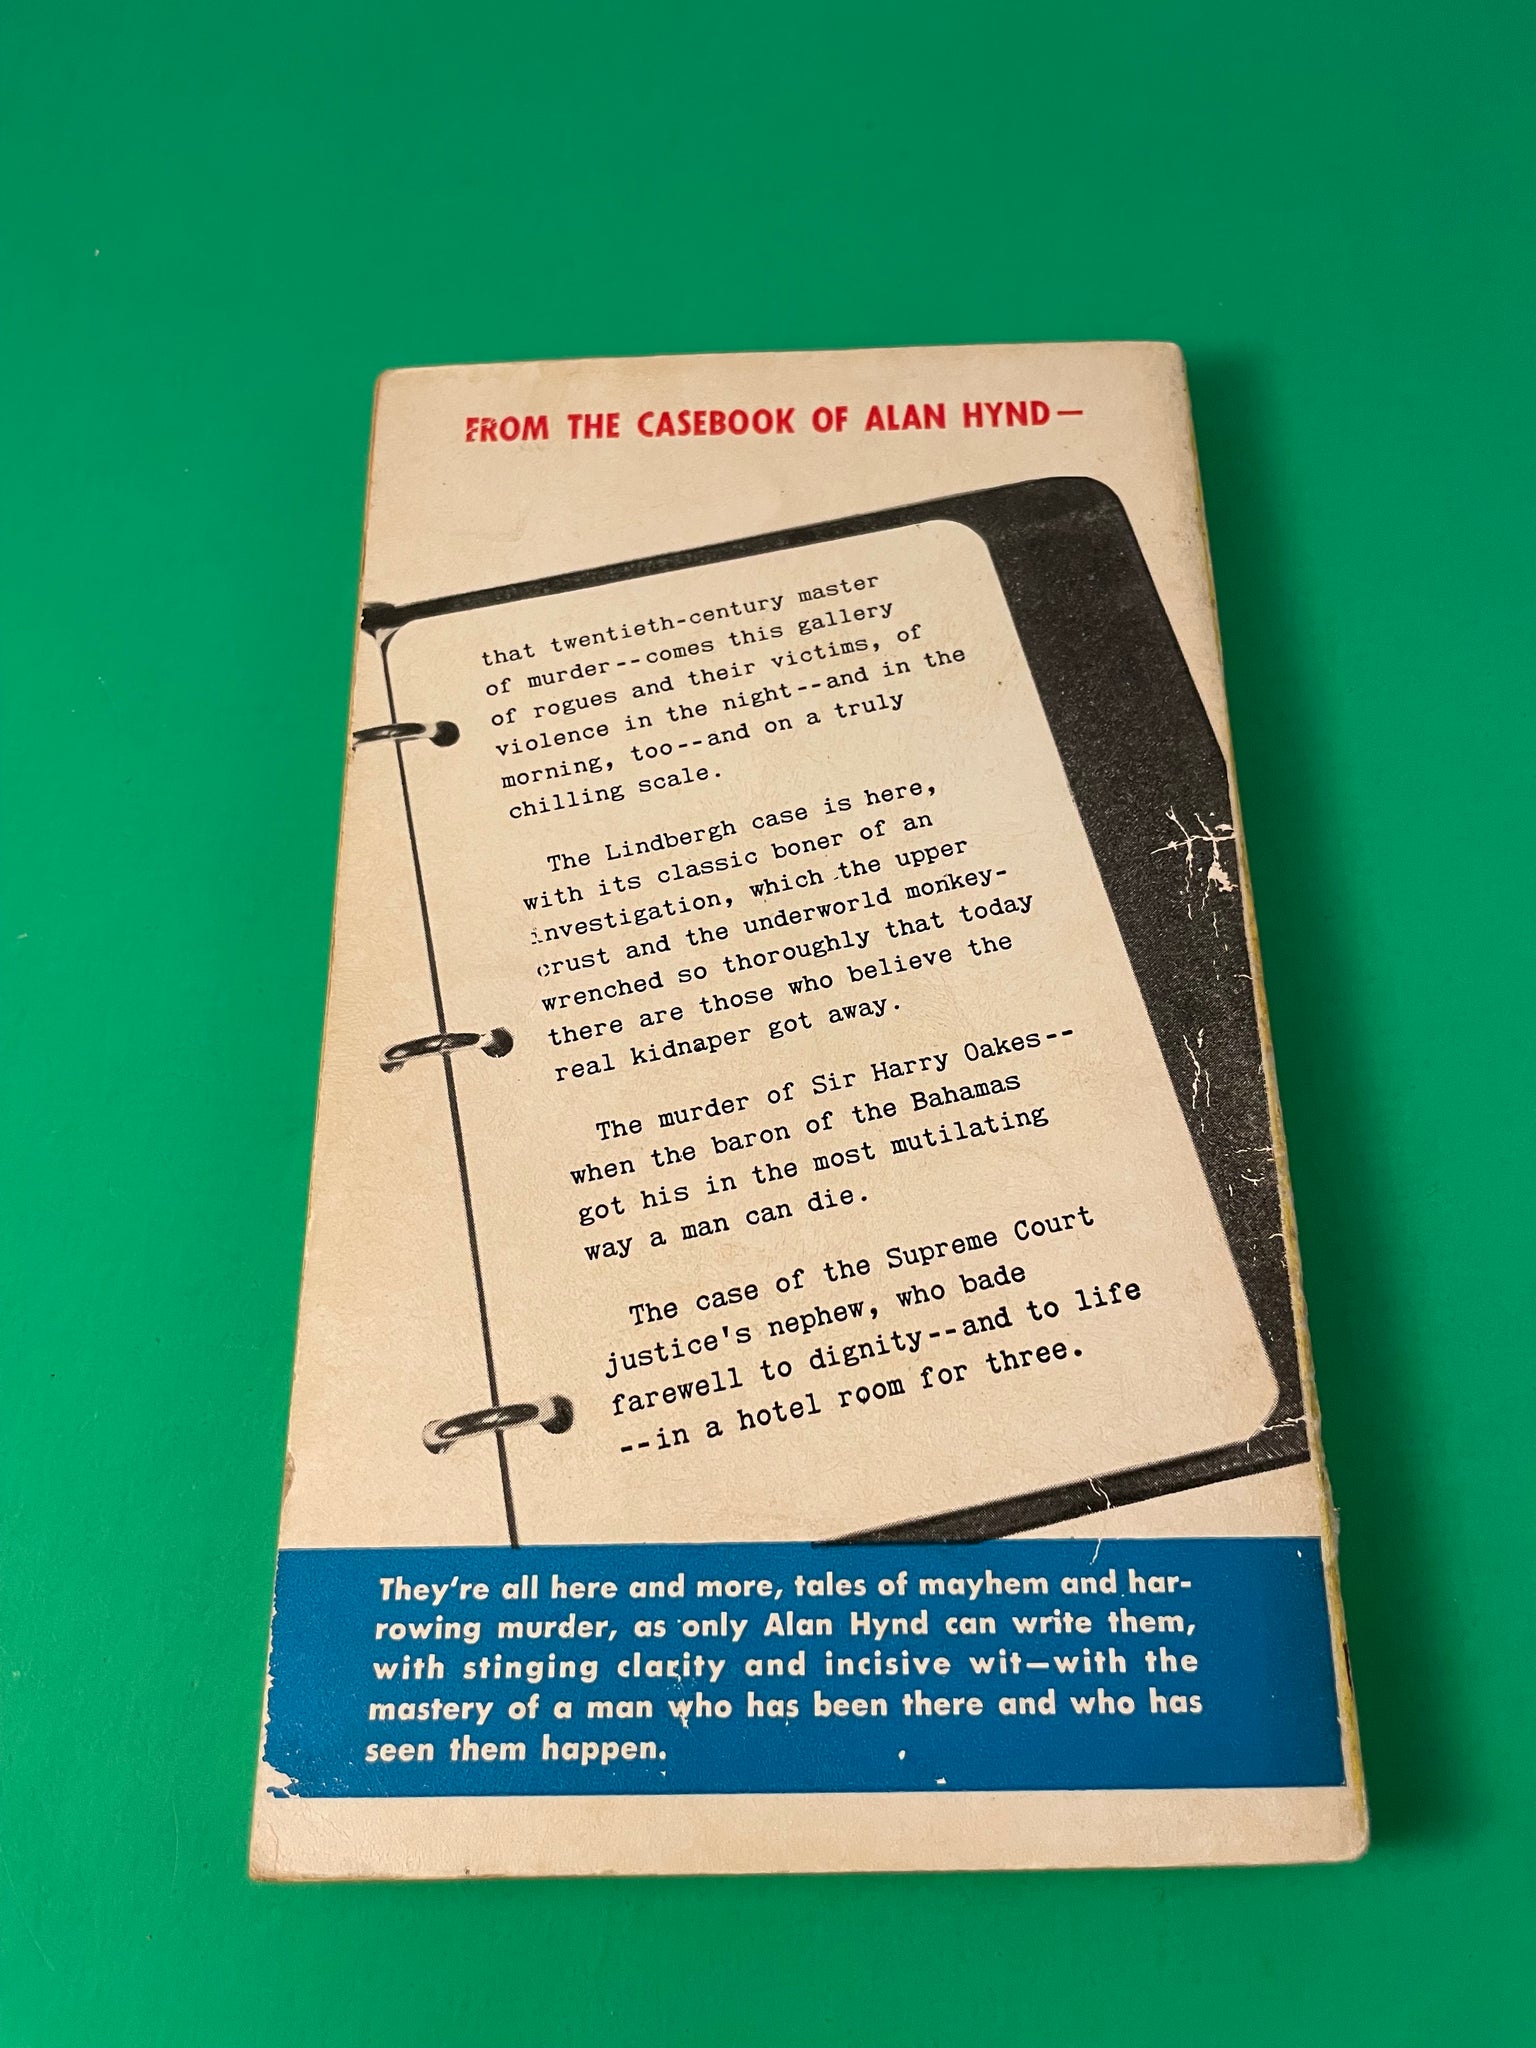 FROM THE CASEBOOK OF ALAN HYND—
that twentieth-century master
of murder--comes this gallery
of rogues and their victims, of
violence in the night--and in the
morning, too--and on a truly
chilling scale.
The Lindbergh case is here,
with its classic boner of an
investigation, which the upper
crust and the underworld monkey-
wrenched so thoroughly that today
there are those who believe the
real kidnaper got away.
The murder of Sir Harry Oakes--
when the baron of the Bahamas
got his in the most mutilating
way a man can die.
The case of the Supreme Court
justice's nephew, who bade
farewell to dignity--and to life
--in a hotel room for three.
They're all here and more, tales of mayhem and har-
rowing murder, as only Alan Hynd can write them,
with stinging clarity and incisive wit—with the
mastery of a man who has been there and who has
seen them happen.